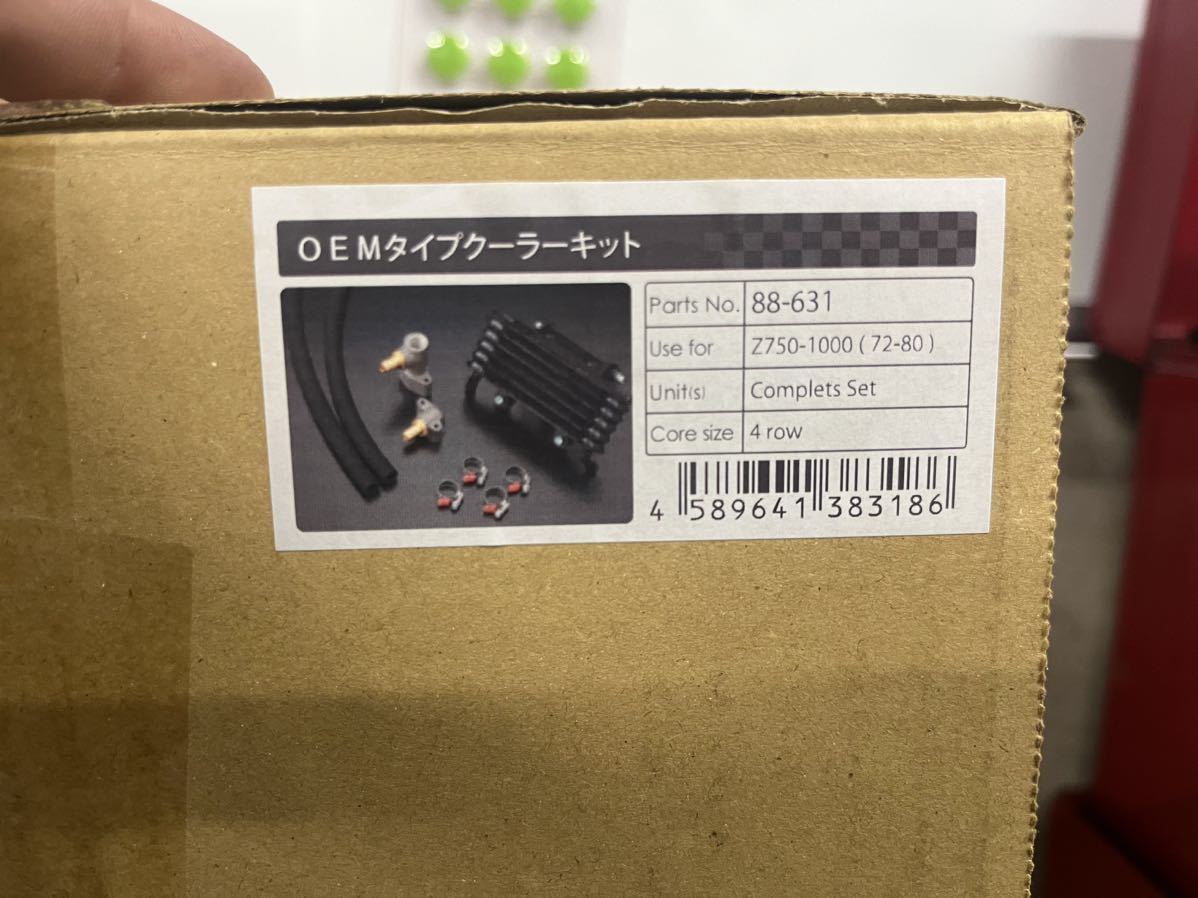 OEMタイプクーラーキット
Parts No. 88-631
Use for Z750-1000 ( 72-80 )
Unit(s) Complets Set
Core size 4 row
4 589641 383186